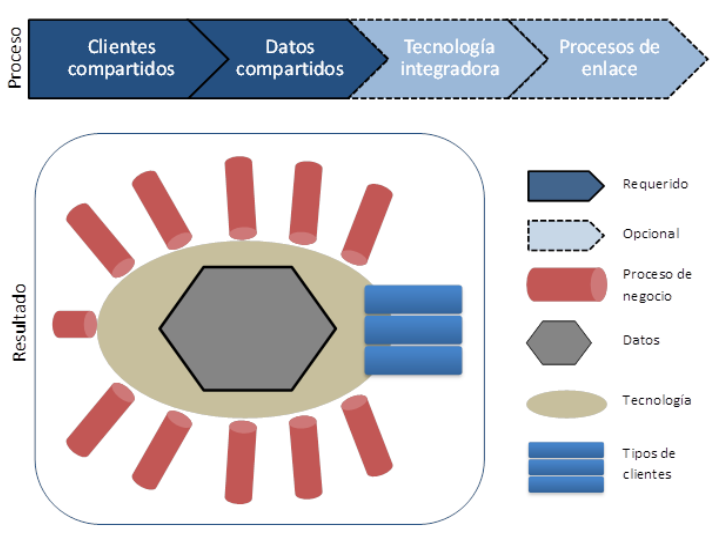 Proceso
Clientes
compartidos
Datos
compartidos
Tecnología
integradora
Procesos de
enlace
Resultado
Requerido
Opcional
Proceso de
negocio
Datos
Tecnología
Tipos de
clientes